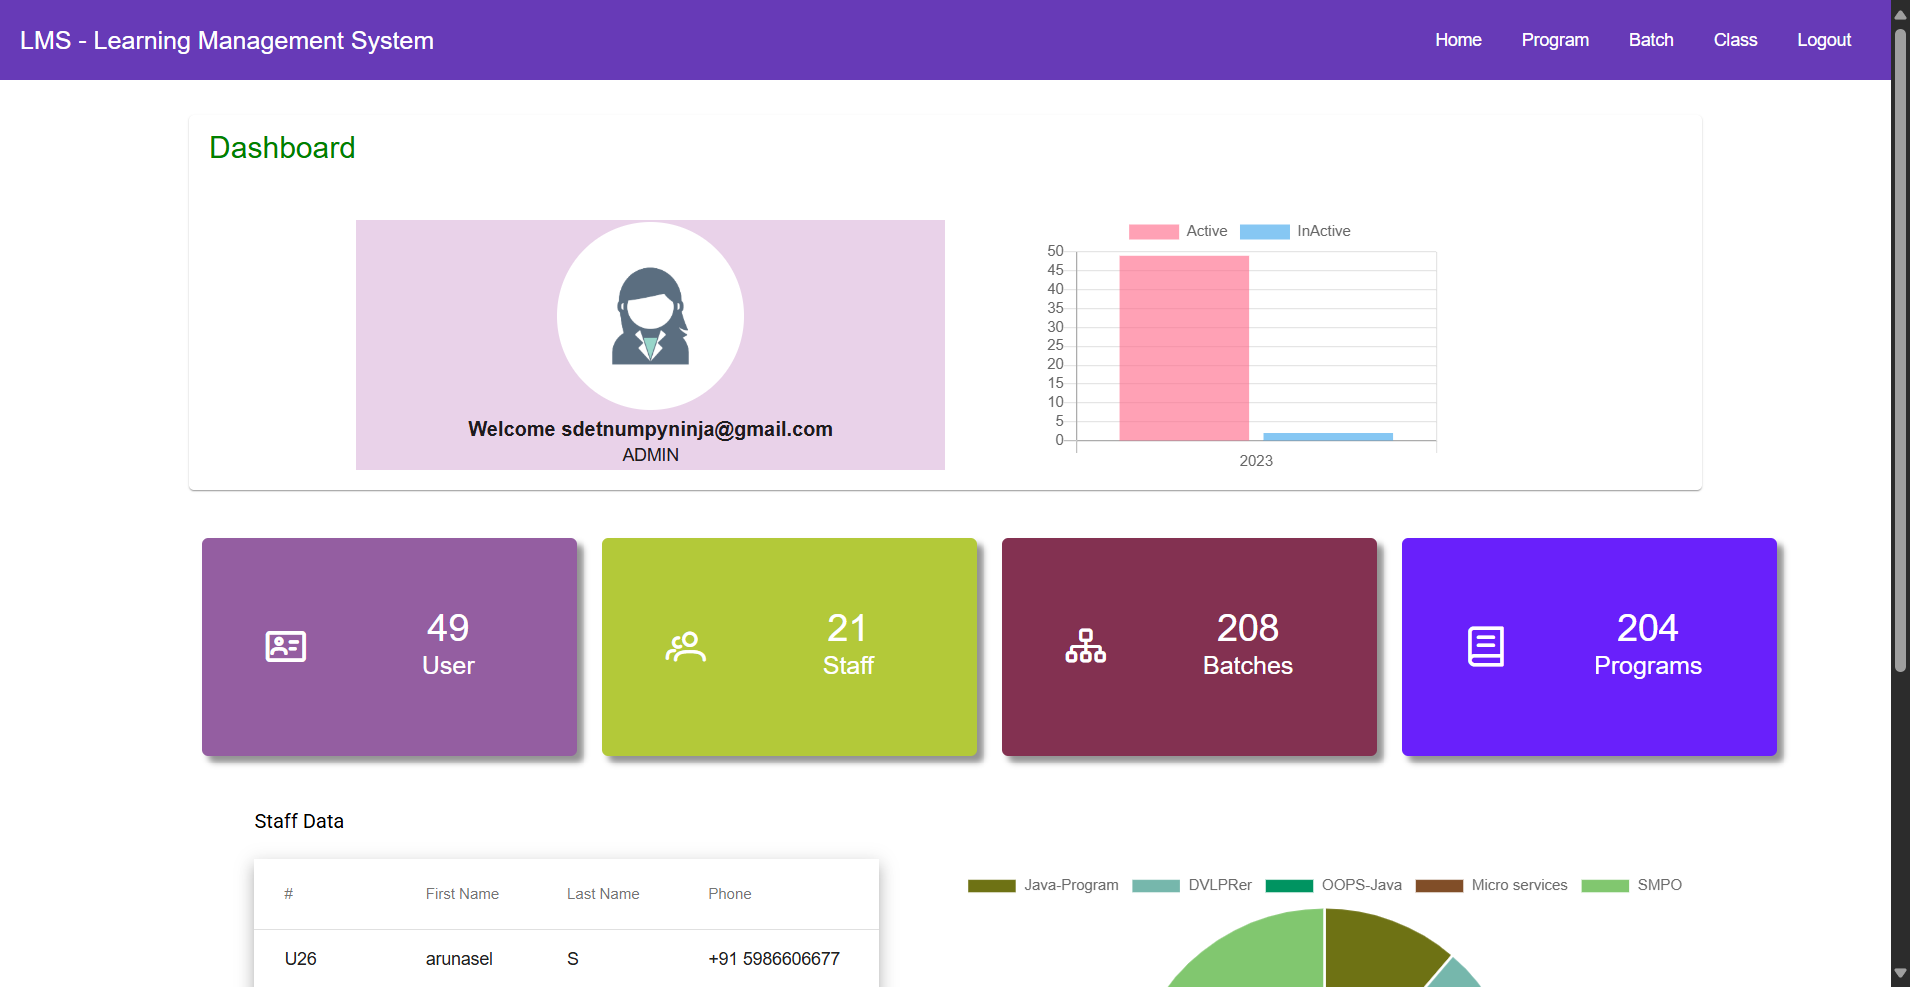 LMS - Learning Management System
Home Program Batch Class Logout
Dashboard
Welcome sdetnumpyninja@gmail.com
ADMIN
Active InActive
50
45
40
35
30
25
20
15
10
5
0
2023
49
User
21
Staff
208
Batches
204
Programs
Staff Data
# First Name Last Name Phone
U26 arunasel S +91 5986606677
Java-Program DVLPRer OOPS-Java Micro services SMPO